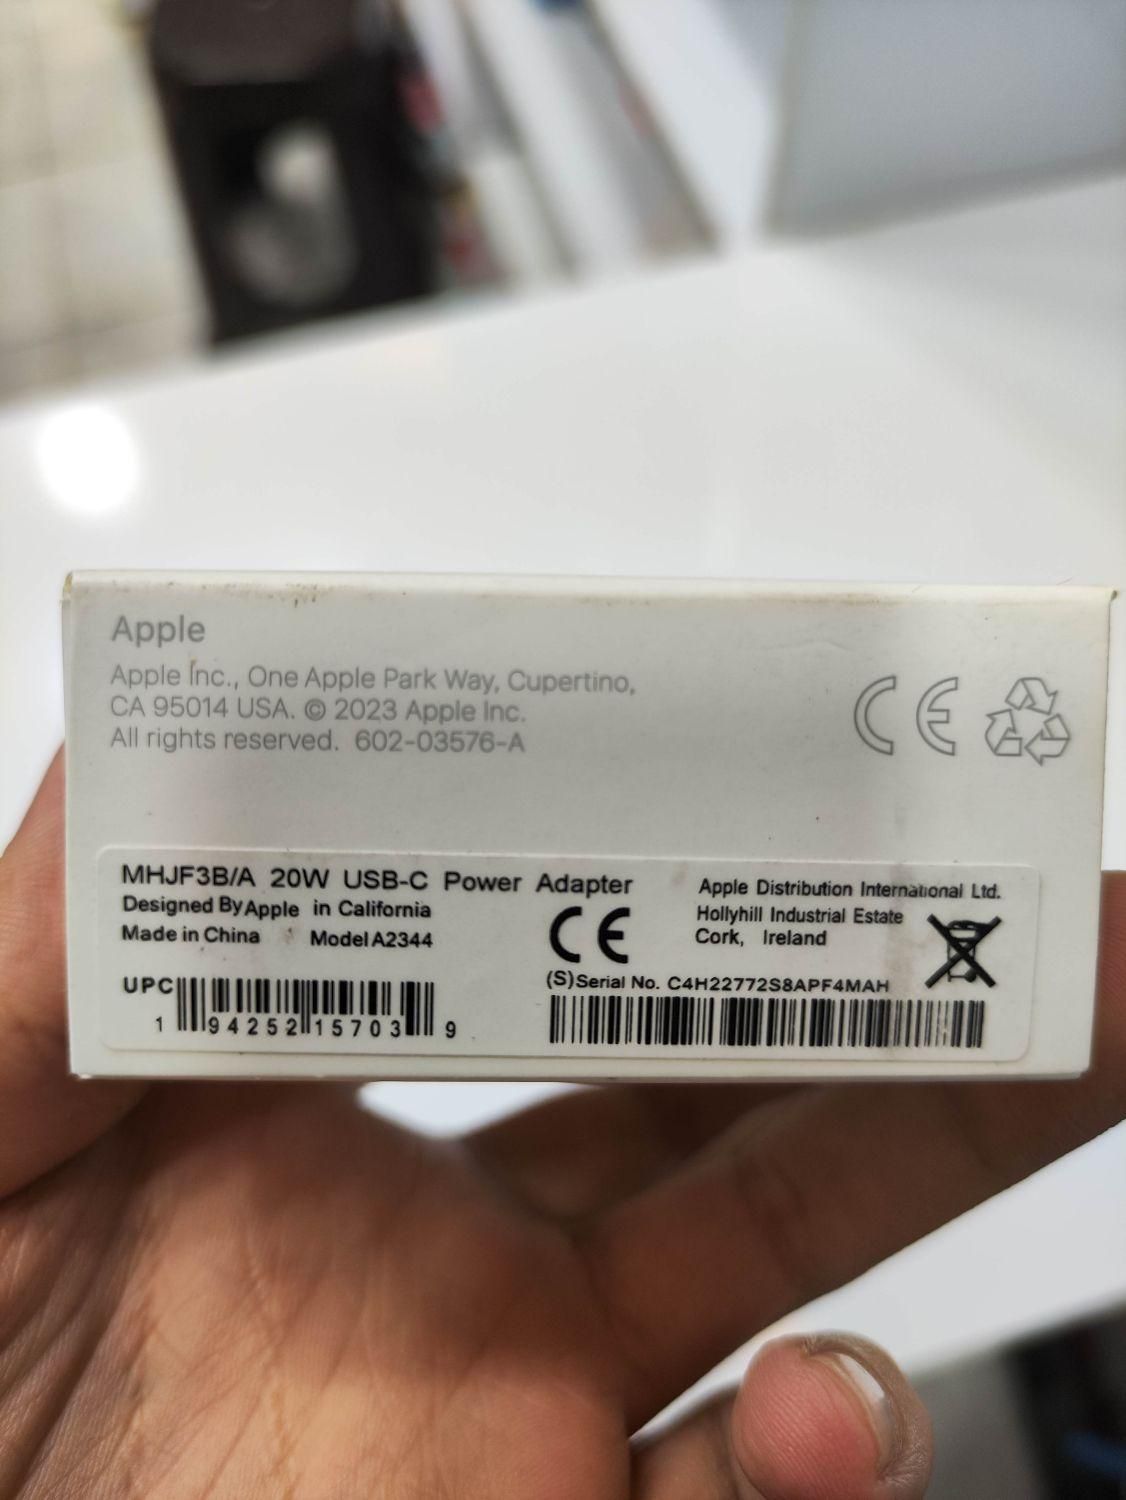 Apple
Apple Inc., One Apple Park Way, Cupertino,
CA 95014 USA. © 2023 Apple Inc.
All rights reserved. 602-03576-A
CE
MHJF3B/A 20W USB-C Power Adapter
Designed By Apple in California
Made in China Model A2344
CE
Apple Distribution International Ltd.
Hollyhill Industrial Estate
Cork, Ireland
UPC
1 94252 15703 9
(S) Serial No. C4H22772S8APF4MAH